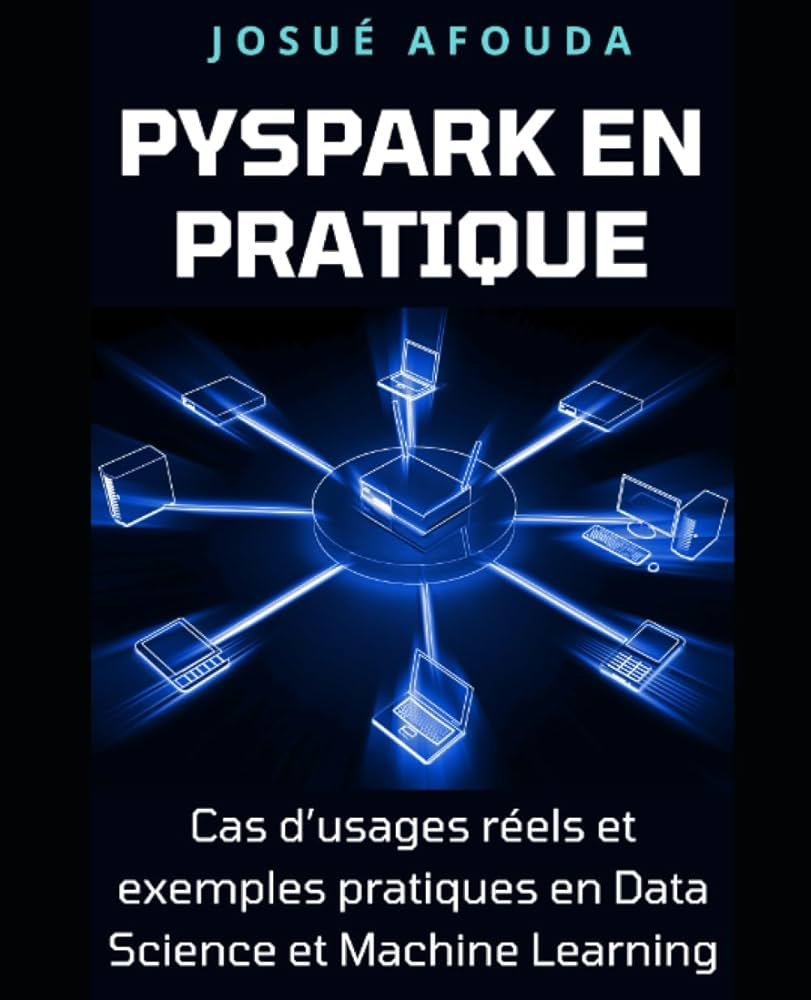 JOSUÉ AFOUDA
PYSPARK EN
PRATIQUE
Cas d'usages réels et
exemples pratiques en Data
Science et Machine Learning